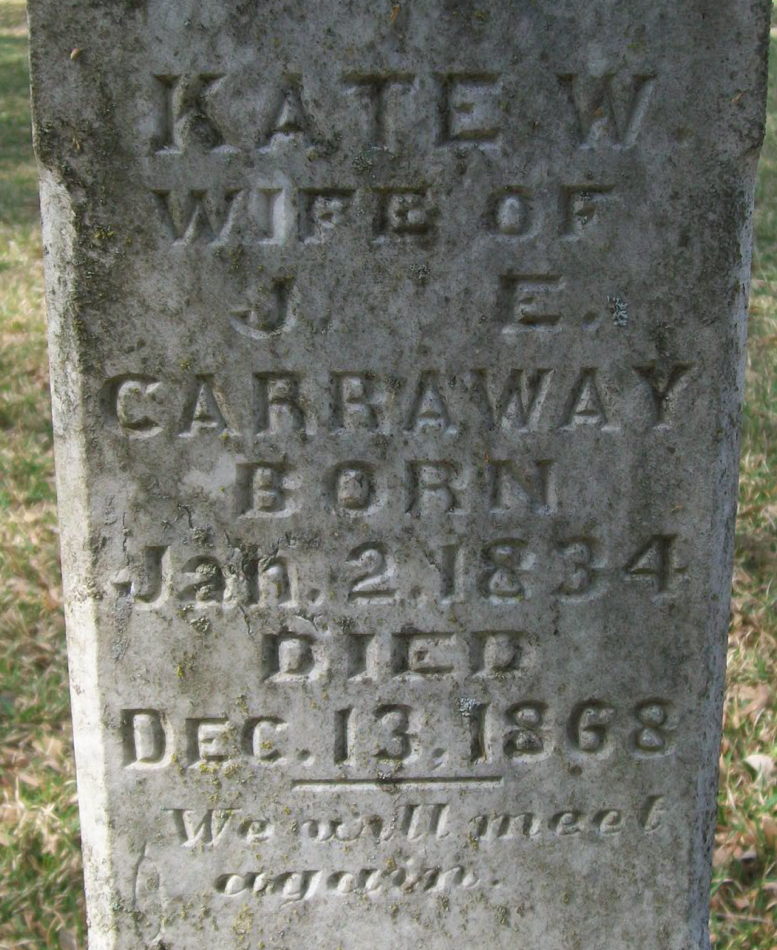 KATE W.
WIFE OF
J. E.
CARRAWAY
BORN
Jan. 2. 1834
DIED
DEC. 13, 1868
We will meet
again.